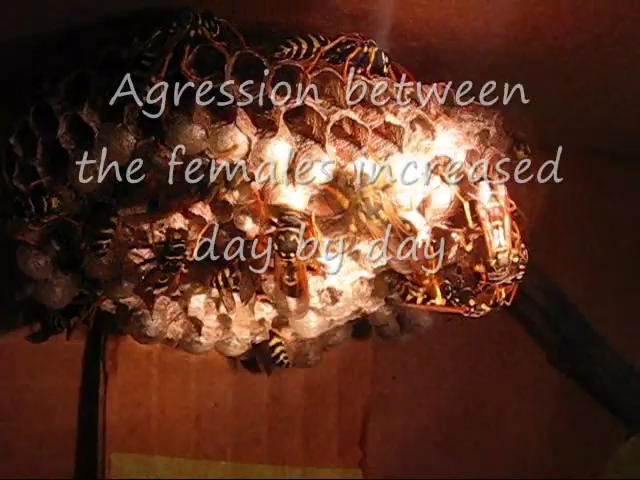 Agression between
the females increased
day by day